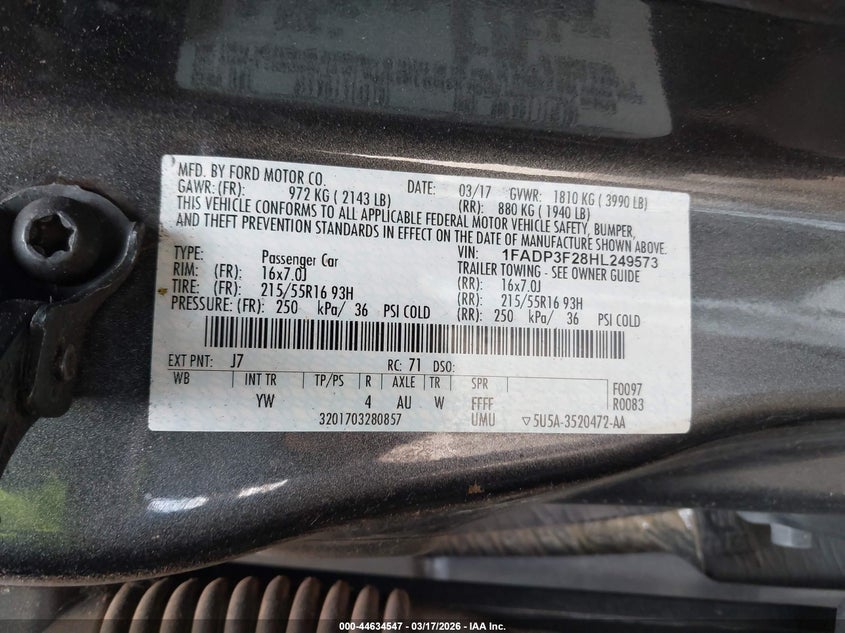 MFD. BY FORD MOTOR CO. DATE: 03/17 GVWR: 1810 KG ( 3990 LB)
GAWR: (FR): 972 KG ( 2143 LB) (RR): 880 KG ( 1940 LB)
THIS VEHICLE CONFORMS TO ALL APPLICABLE FEDERAL MOTOR VEHICLE SAFETY, BUMPER,
AND THEFT PREVENTION STANDARDS IN EFFECT ON THE DATE OF MANUFACTURE SHOWN ABOVE.
VIN: 1FADP3F28HL249573
TYPE: Passenger Car TRAILER TOWING - SEE OWNER GUIDE
RIM: (FR): 16x7.0J (RR): 16x7.0J
TIRE: (FR): 215/55R16 93H (RR): 215/55R16 93H
PRESSURE: (FR): 250 kPa/ 36 PSI COLD (RR): 250 kPa/ 36 PSI COLD
EXT PNT: J7 RC: 71 DSO:
WB INT TR TP/PS R AXLE TR SPR F0097
YW 4 AU W FFFF R0083
3201703280857 UMU ▽5U5A-3520472-AA
000-44634547 | 03/17/2026 - IAA Inc.